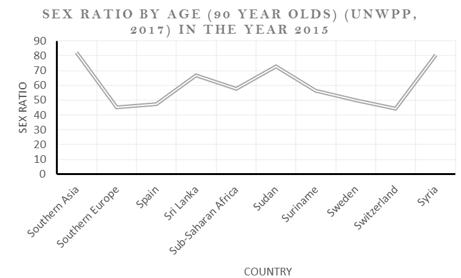 SEX RATIO BY AGE (90 YEAR OLDS) (UNWPP,
2017) IN THE YEAR 2015
90
80
70
60
50
40
30
20
10
0
SEX RATIO
Southern Asia
Southern Europe
Spain
Sri Lanka
Sub-Saharan Africa
Sudan
Suriname
Sweden
Switzerland
Syria
COUNTRY